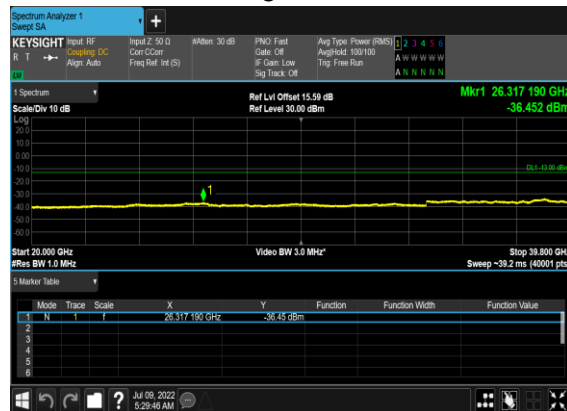 Spectrum Analyzer 1
Swept SA
+
KEYSIGHT Input: RF Input Z: 50 Ω #Atten: 30 dB PNO: Fast Avg Type: Power (RMS) 1 2 3 4 5 6
R T Coupling: DC Corr CCorr Gate: Off Avg|Hold: 100/100 A W W W W W
Align: Auto Freq Ref: Int (S) IF Gain: Low Trig: Free Run A N N N N N
LXI Sig Track: Off
1 Spectrum Ref Lvl Offset 15.59 dB Mkr1 26.317 190 GHz
Scale/Div 10 dB Ref Level 30.00 dBm -36.452 dBm
Log
20.0
10.0
0.00
-10.0 DL1 -13.00 dBm
-20.0
-30.0 1
-40.0
-50.0
-60.0
Start 20.000 GHz Video BW 3.0 MHz* Stop 39.800 GHz
#Res BW 1.0 MHz Sweep ~39.2 ms (40001 pts)
5 Marker Table
Mode Trace Scale X Y Function Function Width Function Value
1 N 1 f 26.317 190 GHz -36.45 dBm
2
3
4
5
6
? Jul 09, 2022
5:29:46 AM